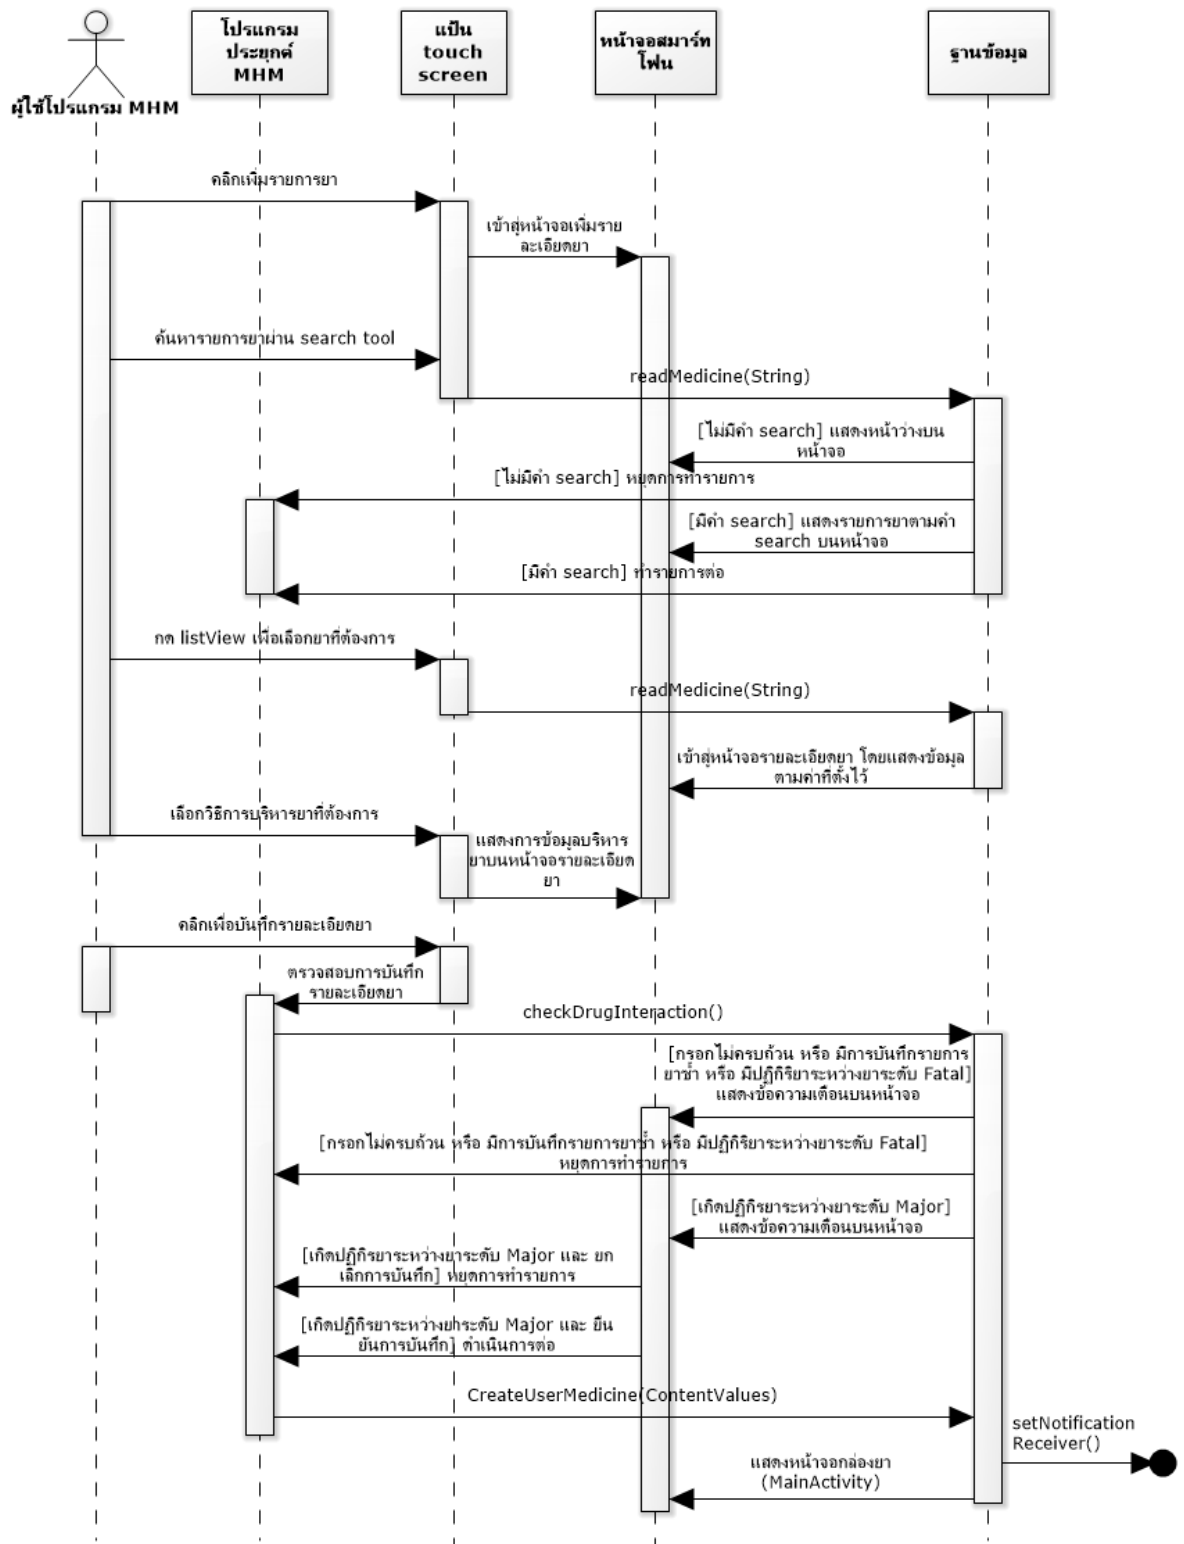 โปรแกรม
ประยุกต์
MHM
แป้น
touch
screen
หน้าจอสมาร์ท
โฟน
ฐานข้อมูล
ผู้ใช้โปรแกรม MHM
คลิกเพิ่มรายการยา
เข้าสู่หน้าจอเพิ่มราย
ละเอียดยา
ค้นหารายการยาผ่าน search tool
readMedicine(String)
[ไม่มีคำ search] แสดงหน้าว่างบน
หน้าจอ
[ไม่มีคำ search] หยุดการทำรายการ
[มีคำ search] แสดงรายการยาตามคำ
search บนหน้าจอ
[มีคำ search] ทำรายการต่อ
กด listView เพื่อเลือกยาที่ต้องการ
readMedicine(String)
เข้าสู่หน้าจอรายละเอียดยา โดยแสดงข้อมูล
ตามค่าที่ตั้งไว้
เลือกวิธีการบริหารยาที่ต้องการ
แสดงการข้อมูลบริหาร
ยาบนหน้าจอรายละเอียด
ยา
คลิกเพื่อบันทึกรายละเอียดยา
ตรวจสอบการบันทึก
รายละเอียดยา
checkDrugInteraction()
[กรอกไม่ครบถ้วน หรือ มีการบันทึกรายการ
ยาซ้ำ หรือ มีปฏิกิริยาระหว่างยาระดับ Fatal]
แสดงข้อความเตือนบนหน้าจอ
[กรอกไม่ครบถ้วน หรือ มีการบันทึกรายการยาซ้ำ หรือ มีปฏิกิริยาระหว่างยาระดับ Fatal]
หยุดการทำรายการ
[เกิดปฏิกิรยาระหว่างยาระดับ Major]
แสดงข้อความเตือนบนหน้าจอ
[เกิดปฏิกิรยาระหว่างยาระดับ Major และ ยก
เลิกการบันทึก] หยุดการทำรายการ
[เกิดปฏิกิรยาระหว่างยาระดับ Major และ ยืน
ยันการบันทึก] ดำเนินการต่อ
CreateUserMedicine(ContentValues)
setNotification
Receiver()
แสดงหน้าจอกล่องยา
(MainActivity)